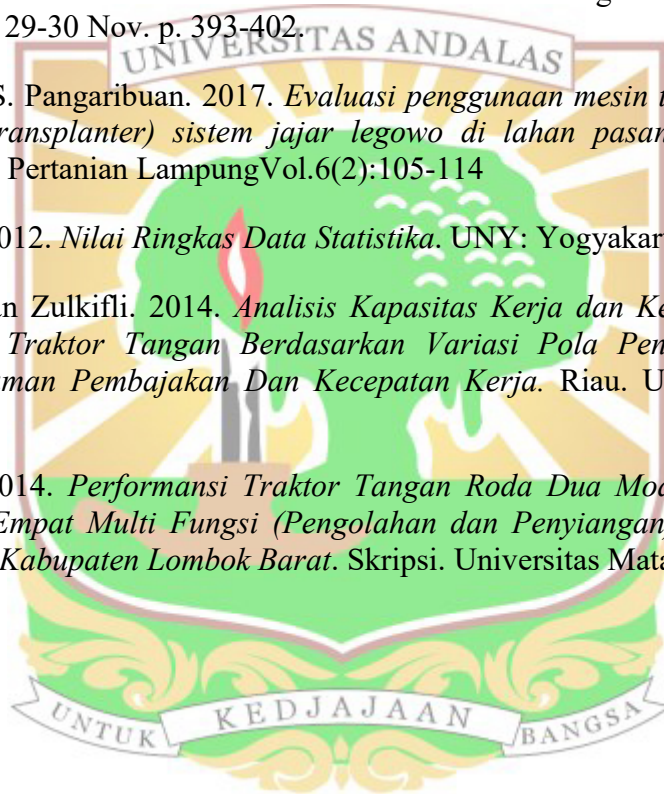 29-30 Nov. p. 393-402.
UNIVERSITAS ANDALAS
S. Pangaribuan. 2017. Evaluasi penggunaan mesin
ransplanter) sistem jajar legowo di lahan pasan
Pertanian LampungVol.6(2):105-114
012. Nilai Ringkas Data Statistika. UNY: Yogyakar
an Zulkifli. 2014. Analisis Kapasitas Kerja dan Ke
Traktor Tangan Berdasarkan Variasi Pola Pen
man Pembajakan Dan Kecepatan Kerja. Riau. U
014. Performansi Traktor Tangan Roda Dua Mod
Empat Multi Fungsi (Pengolahan dan Penyiangan
Kabupaten Lombok Barat. Skripsi. Universitas Mata
UNTUK KEDJAJAAN BANGSA